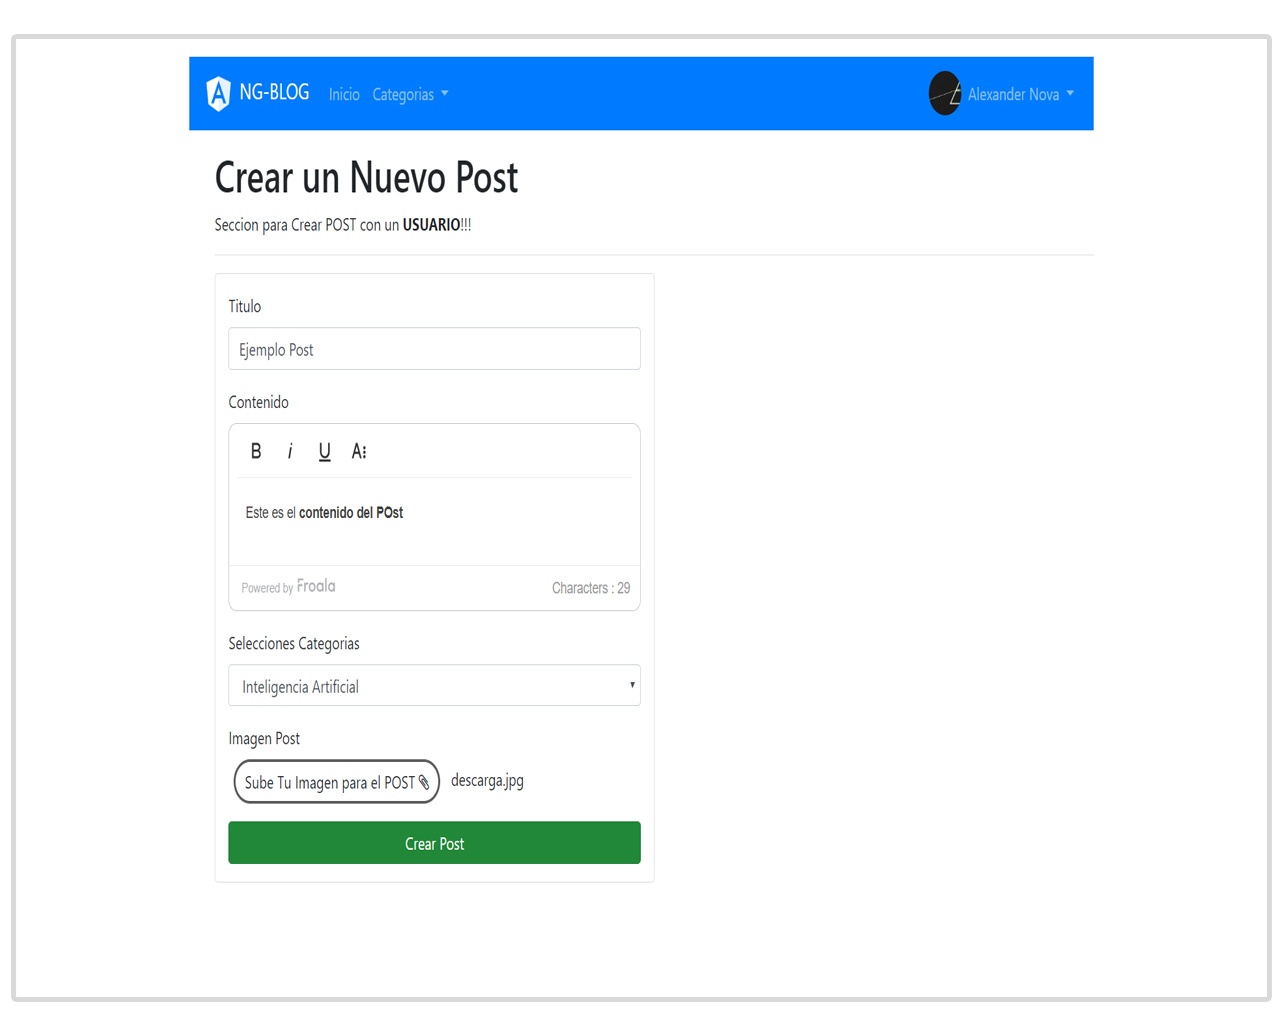 NG-BLOG Inicio Categorias Alexander Nova
Crear un Nuevo Post
Seccion para Crear POST con un USUARIO!!!
Titulo
Ejemplo Post
Contenido
B i U A
Este es el contenido del POst
Powered by Froala Characters : 29
Selecciones Categorias
Inteligencia Artificial
Imagen Post
Sube Tu Imagen para el POST descarga.jpg
Crear Post